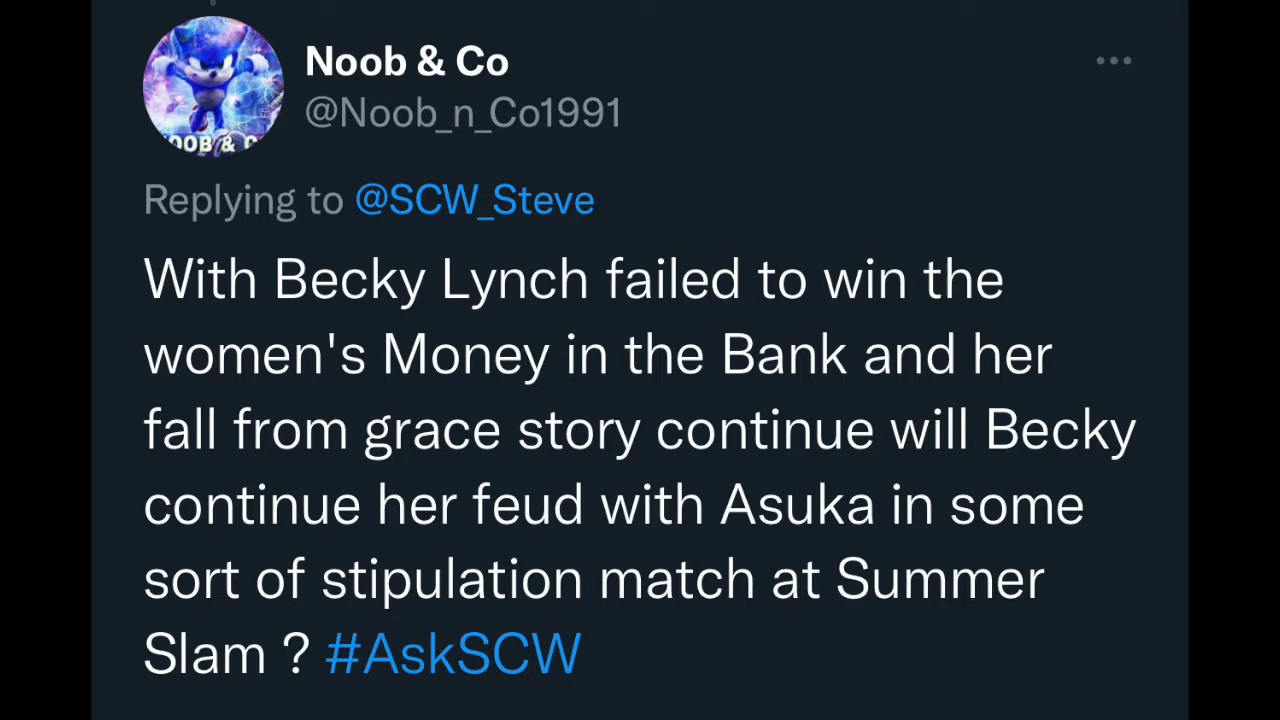 Noob & Co
@Noob_n_Co1991
Replying to @SCW_Steve
With Becky Lynch failed to win the
women's Money in the Bank and her
fall from grace story continue will Becky
continue her feud with Asuka in some
sort of stipulation match at Summer
Slam ? #AskSCW